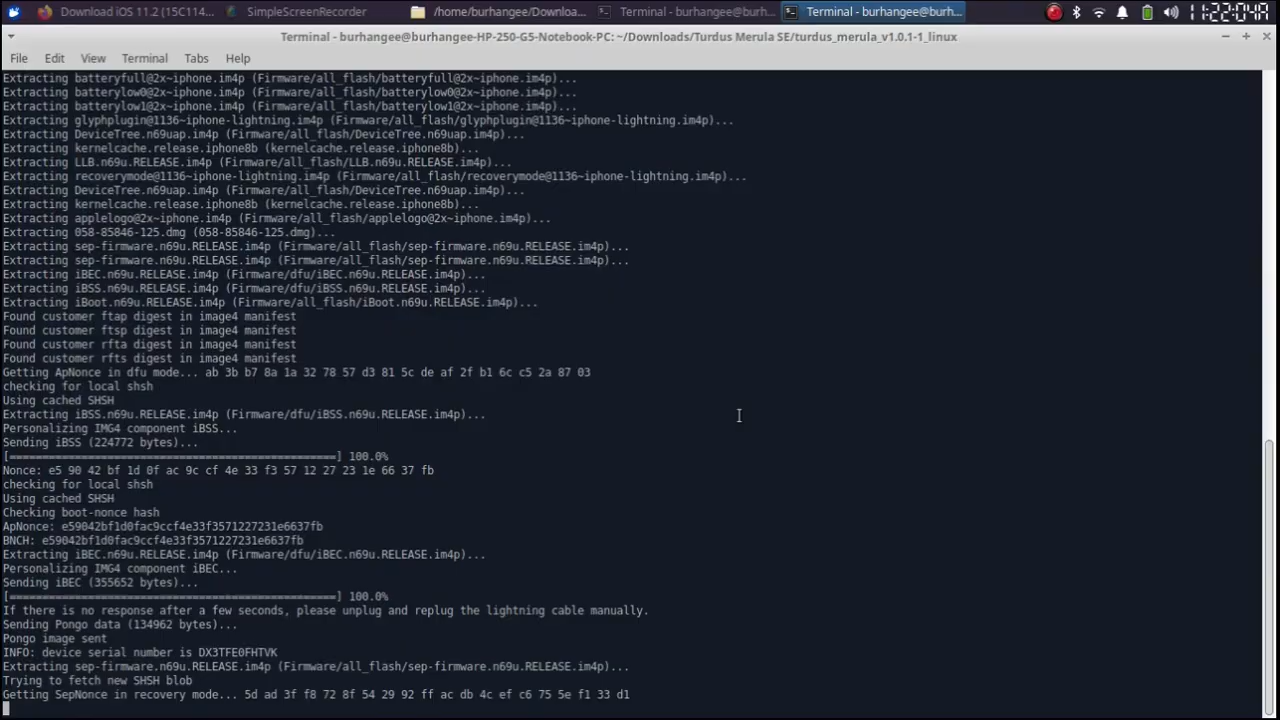 Download iOS 11.2 (15C114...
SimpleScreenRecorder
/home/burhangee/Downloa...
Terminal - burhangee@burh...
Terminal - burhangee@burh...
11:22:04
Terminal - burhangee@burhangee-HP-250-G5-Notebook-PC: ~/Downloads/Turdus Merula SE/turdus_merula_v1.0.1-1_linux
File Edit View Terminal Tabs Help
Extracting batteryfull@2x~iphone.im4p (Firmware/all_flash/batteryfull@2x~iphone.im4p)...
Extracting batterylow0@2x~iphone.im4p (Firmware/all_flash/batterylow0@2x~iphone.im4p)...
Extracting batterylow1@2x~iphone.im4p (Firmware/all_flash/batterylow1@2x~iphone.im4p)...
Extracting glyphplugin@1136~iphone-lightning.im4p (Firmware/all_flash/glyphplugin@1136~iphone-lightning.im4p)...
Extracting DeviceTree.n69uap.im4p (Firmware/all_flash/DeviceTree.n69uap.im4p)...
Extracting kernelcache.release.iphone8b (kernelcache.release.iphone8b)...
Extracting LLB.n69u.RELEASE.im4p (Firmware/all_flash/LLB.n69u.RELEASE.im4p)...
Extracting recoverymode@1136~iphone-lightning.im4p (Firmware/all_flash/recoverymode@1136~iphone-lightning.im4p)...
Extracting DeviceTree.n69uap.im4p (Firmware/all_flash/DeviceTree.n69uap.im4p)...
Extracting kernelcache.release.iphone8b (kernelcache.release.iphone8b)...
Extracting applelogo@2x~iphone.im4p (Firmware/all_flash/applelogo@2x~iphone.im4p)...
Extracting 058-85846-125.dmg (058-85846-125.dmg)...
Extracting sep-firmware.n69u.RELEASE.im4p (Firmware/all_flash/sep-firmware.n69u.RELEASE.im4p)...
Extracting sep-firmware.n69u.RELEASE.im4p (Firmware/all_flash/sep-firmware.n69u.RELEASE.im4p)...
Extracting iBEC.n69u.RELEASE.im4p (Firmware/dfu/iBEC.n69u.RELEASE.im4p)...
Extracting iBSS.n69u.RELEASE.im4p (Firmware/dfu/iBSS.n69u.RELEASE.im4p)...
Extracting iBoot.n69u.RELEASE.im4p (Firmware/all_flash/iBoot.n69u.RELEASE.im4p)...
Found customer ftap digest in image4 manifest
Found customer ftsp digest in image4 manifest
Found customer rfta digest in image4 manifest
Found customer rfts digest in image4 manifest
Getting ApNonce in dfu mode... ab 3b b7 8a 1a 32 78 57 d3 81 5c de af 2f b1 6c c5 2a 87 03
checking for local shsh
Using cached SHSH
Extracting iBSS.n69u.RELEASE.im4p (Firmware/dfu/iBSS.n69u.RELEASE.im4p)...
Personalizing IMG4 component iBSS...
Sending iBSS (224772 bytes)...
[==================================================] 100.0%
Nonce: e5 90 42 bf 1d 0f ac 9c cf 4e 33 f3 57 12 27 23 1e 66 37 fb
checking for local shsh
Using cached SHSH
Checking boot-nonce hash
ApNonce: e59042bf1d0fac9ccf4e33f3571227231e6637fb
BNCH: e59042bf1d0fac9ccf4e33f3571227231e6637fb
Extracting iBEC.n69u.RELEASE.im4p (Firmware/dfu/iBEC.n69u.RELEASE.im4p)...
Personalizing IMG4 component iBEC...
Sending iBEC (355652 bytes)...
[==================================================] 100.0%
If there is no response after a few seconds, please unplug and replug the lightning cable manually.
Sending Pongo data (134962 bytes)...
Pongo image sent
INFO: device serial number is DX3TFE0FHTVK
Extracting sep-firmware.n69u.RELEASE.im4p (Firmware/all_flash/sep-firmware.n69u.RELEASE.im4p)...
Trying to fetch new SHSH blob
Getting SepNonce in recovery mode... 5d ad 3f f8 72 8f 54 29 92 ff ac db 4c ef c6 75 5e f1 33 d1